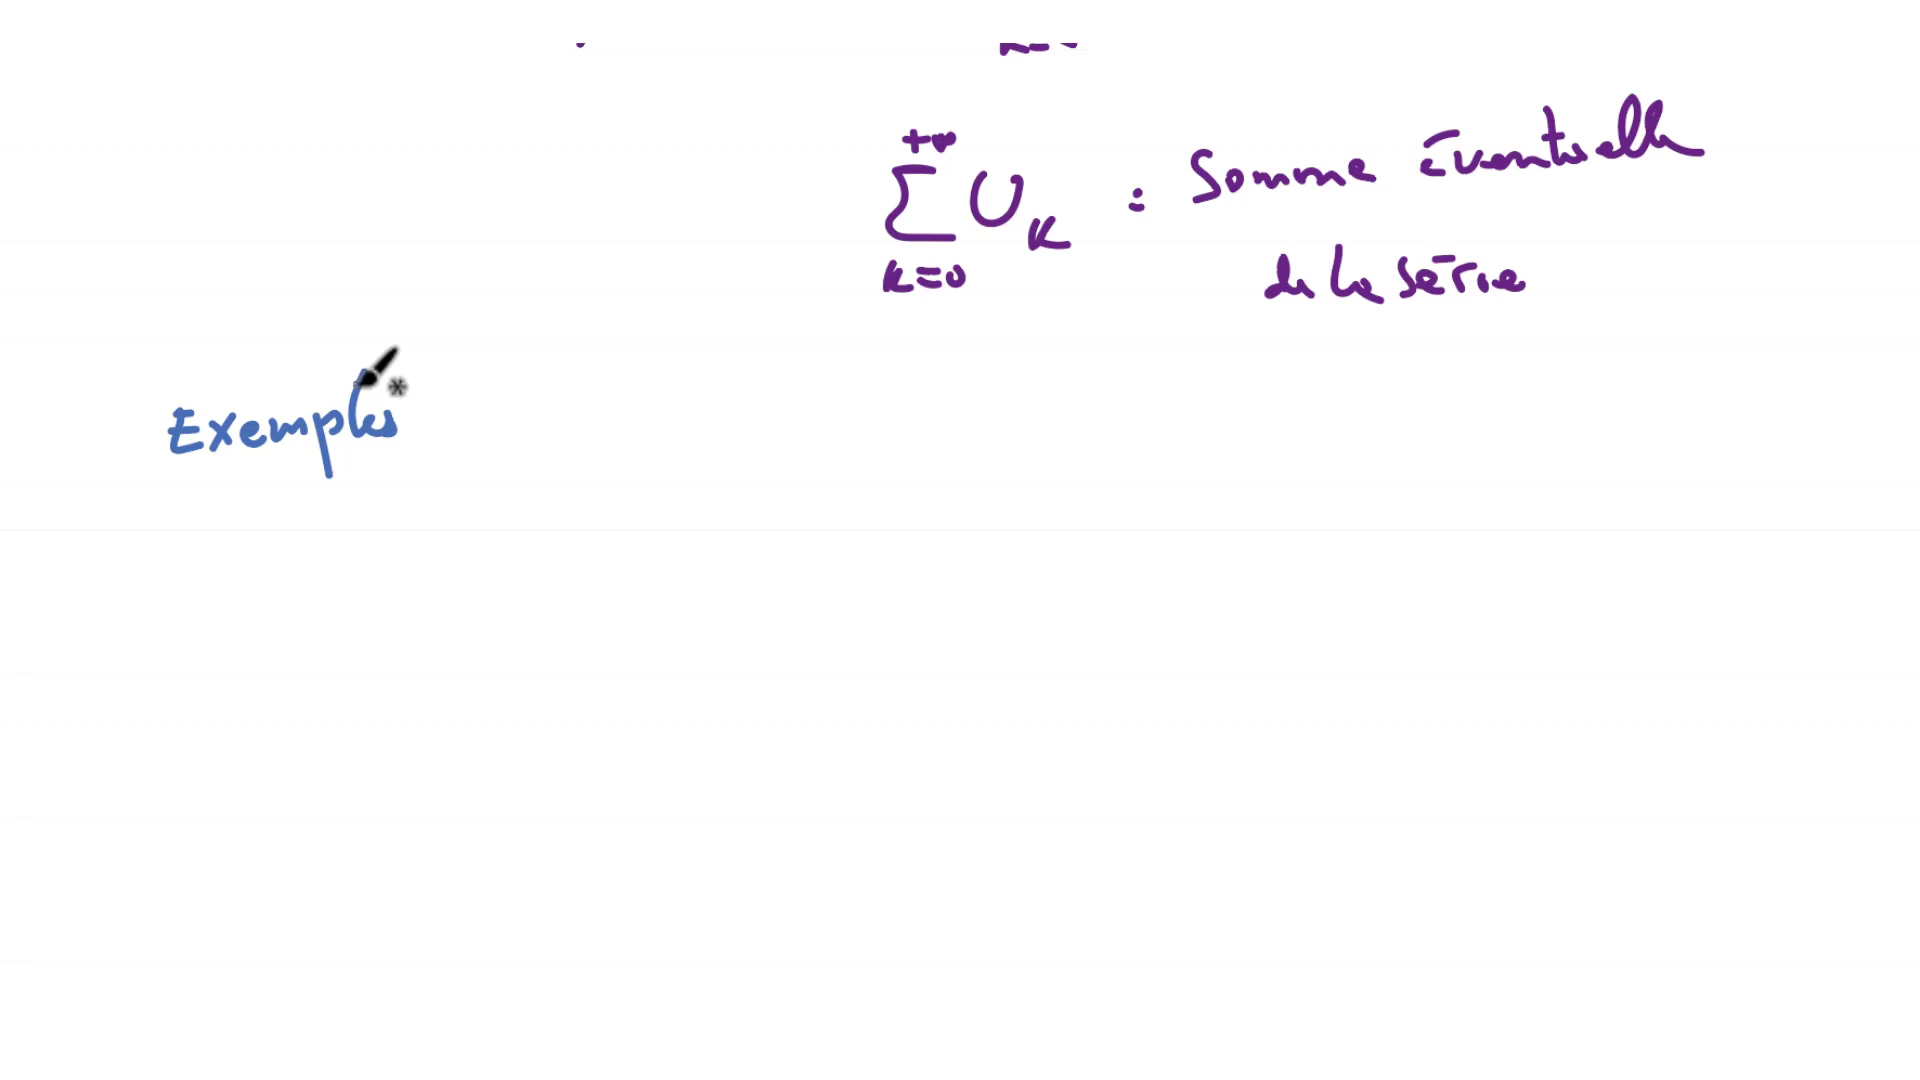 +∞
∑ U_K : Somme éventuelle
k=0
de la série
Exemples